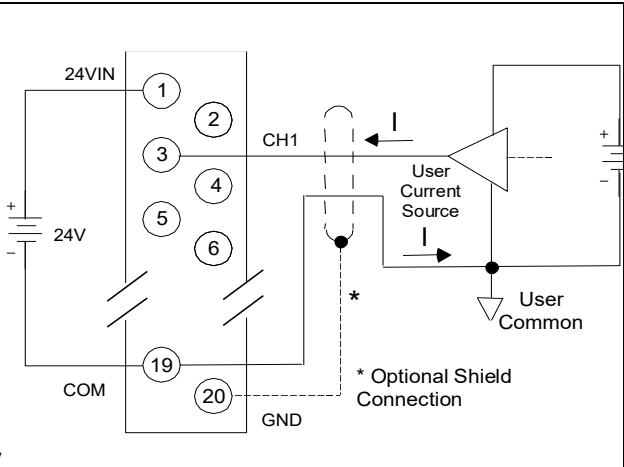 24VIN
1
2
CH1
I
3
4
User
Current
Source
+
–
5
+
24V
–
6
I
*
User
Common
19
COM
20
GND
* Optional Shield
Connection